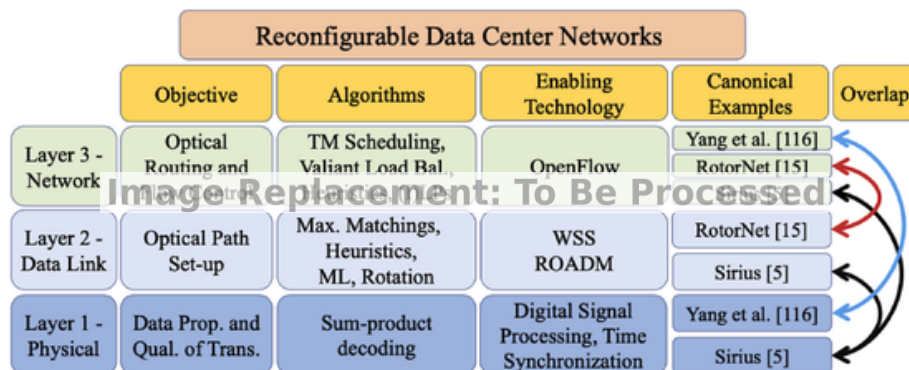 Reconfigurable Data Center Networks
Objective
Algorithms
Enabling
Technology
Canonical
Examples
Overlap
Layer 3 -
Network
Optical
Routing and
TM Scheduling,
Valiant Load Bal.,
OpenFlow
Yang et al. [116]
RotorNet [15]
Image Replacement: To Be Processed
Layer 2 -
Data Link
Optical Path
Set-up
Max. Matchings,
Heuristics,
ML, Rotation
WSS
ROADM
RotorNet [15]
Sirius [5]
Layer 1 -
Physical
Data Prop. and
Qual. of Trans.
Sum-product
decoding
Digital Signal
Processing, Time
Synchronization
Yang et al. [116]
Sirius [5]